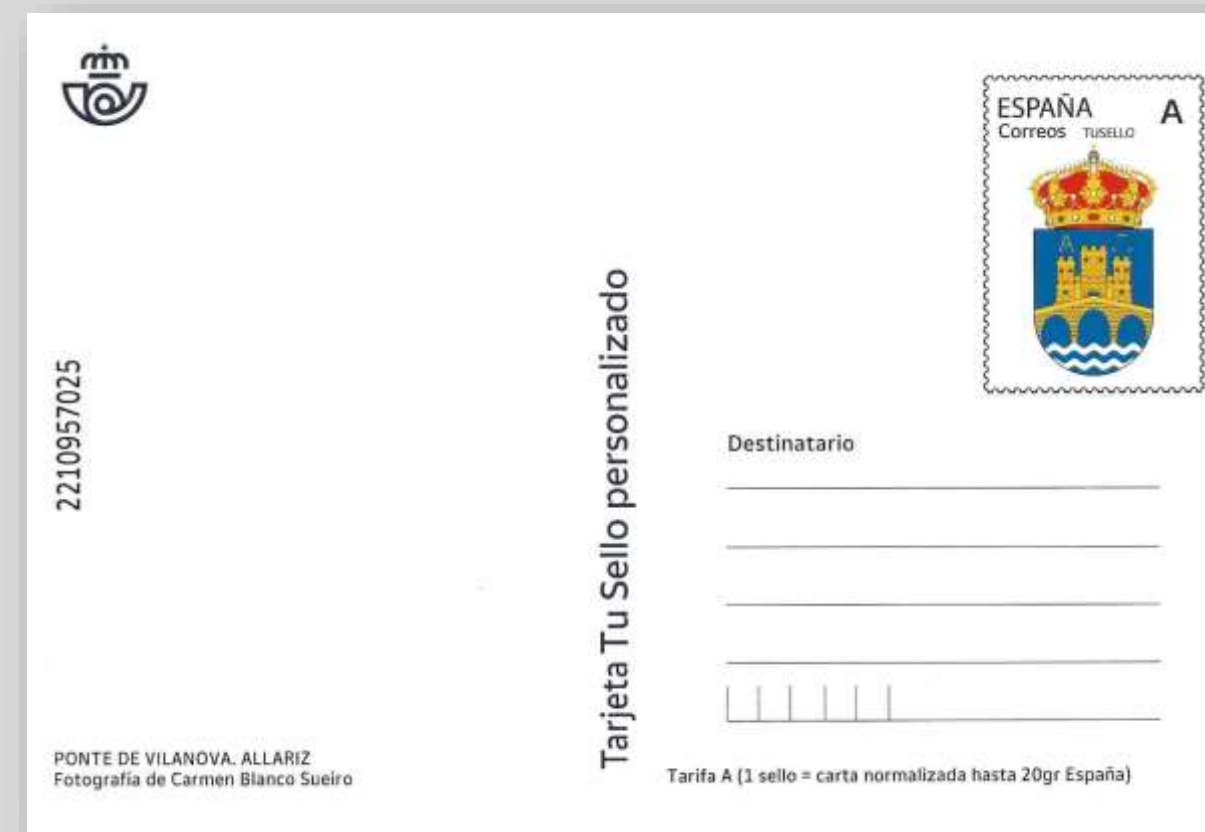 ESPAÑA A
Correos TUSELLO
2210957025
Tarjeta Tu Sello personalizado
Destinatario
PONTE DE VILANOVA. ALLARIZ
Fotografía de Carmen Blanco Sueiro
Tarifa A (1 sello = carta normalizada hasta 20gr España)